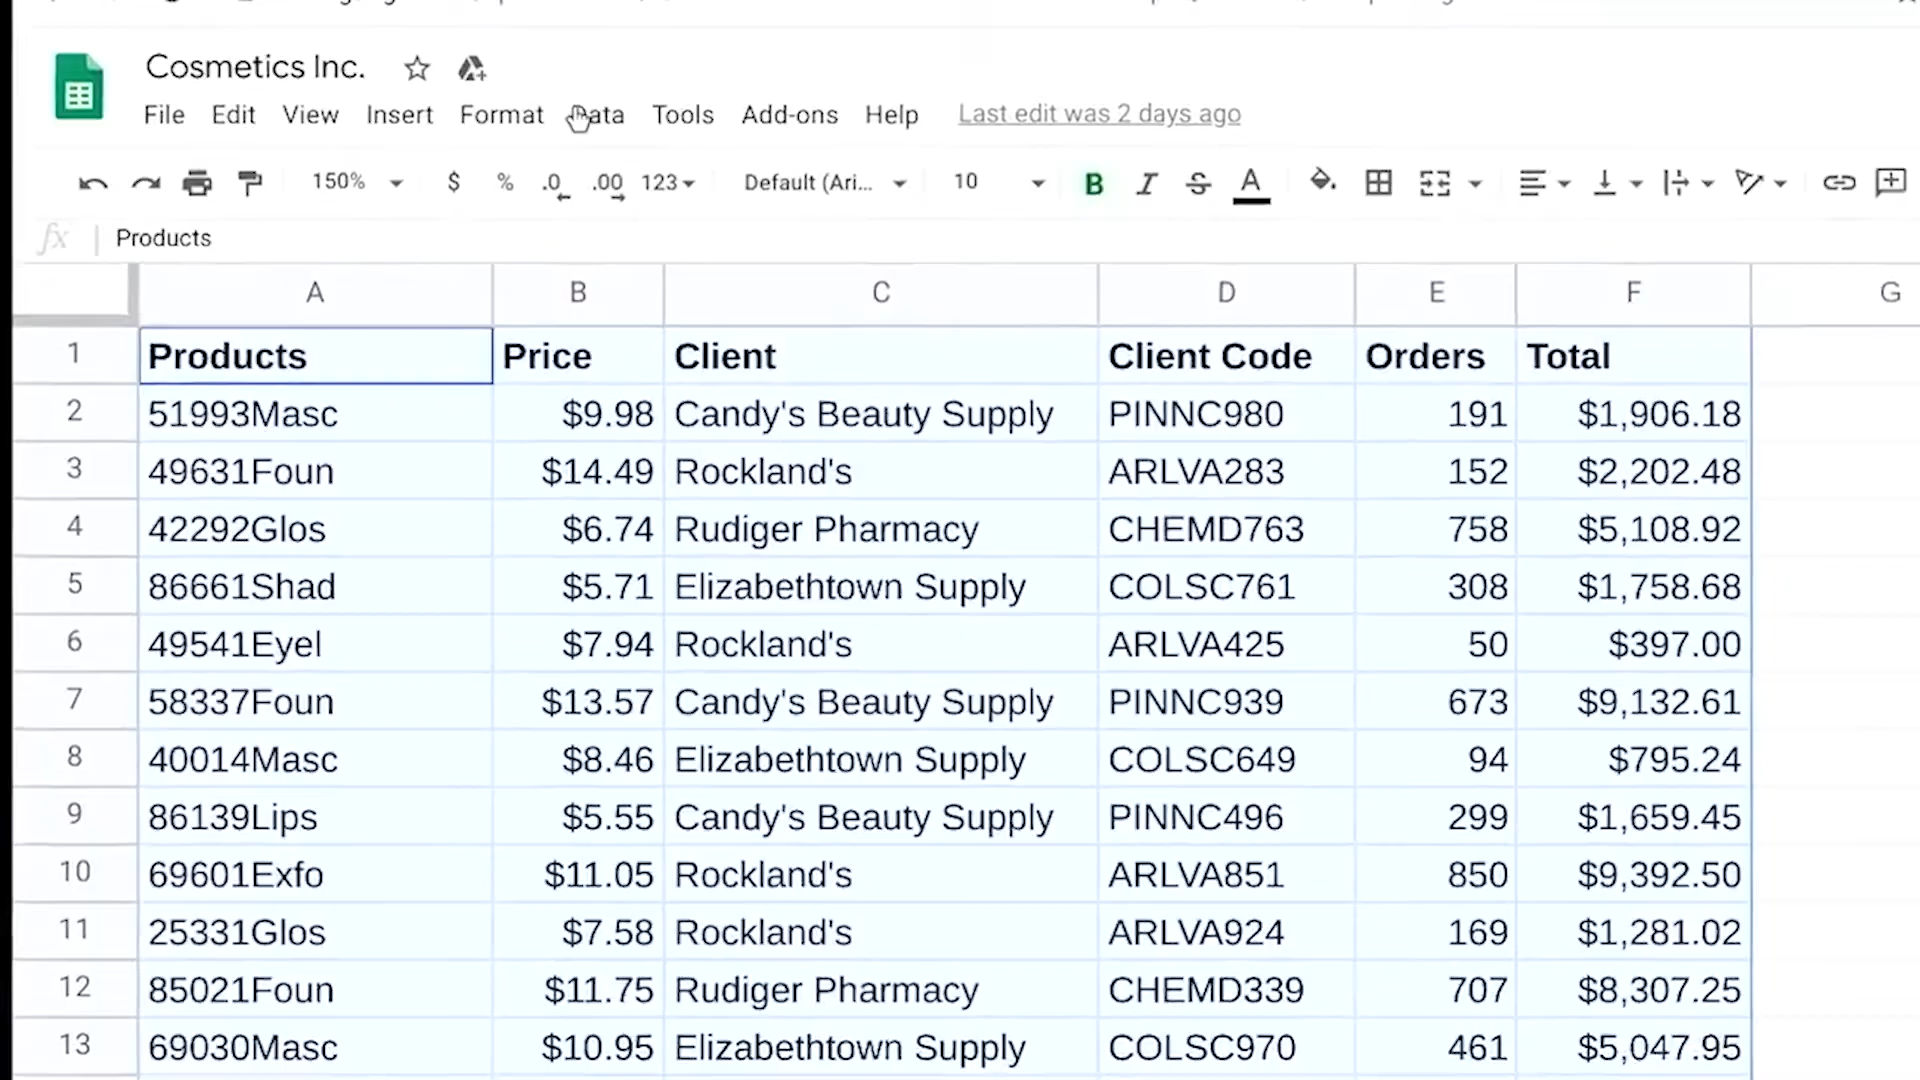 Cosmetics Inc.
File Edit View Insert Format Data Tools Add-ons Help Last edit was 2 days ago
150% $ % .0 .00 123 Default (Ari... 10 B I S A
fx Products
A B C D E F G
1 Products Price Client Client Code Orders Total
2 51993Masc $9.98 Candy's Beauty Supply PINNC980 191 $1,906.18
3 49631Foun $14.49 Rockland's ARLVA283 152 $2,202.48
4 42292Glos $6.74 Rudiger Pharmacy CHEMD763 758 $5,108.92
5 86661Shad $5.71 Elizabethtown Supply COLSC761 308 $1,758.68
6 49541Eyel $7.94 Rockland's ARLVA425 50 $397.00
7 58337Foun $13.57 Candy's Beauty Supply PINNC939 673 $9,132.61
8 40014Masc $8.46 Elizabethtown Supply COLSC649 94 $795.24
9 86139Lips $5.55 Candy's Beauty Supply PINNC496 299 $1,659.45
10 69601Exfo $11.05 Rockland's ARLVA851 850 $9,392.50
11 25331Glos $7.58 Rockland's ARLVA924 169 $1,281.02
12 85021Foun $11.75 Rudiger Pharmacy CHEMD339 707 $8,307.25
13 69030Masc $10.95 Elizabethtown Supply COLSC970 461 $5,047.95